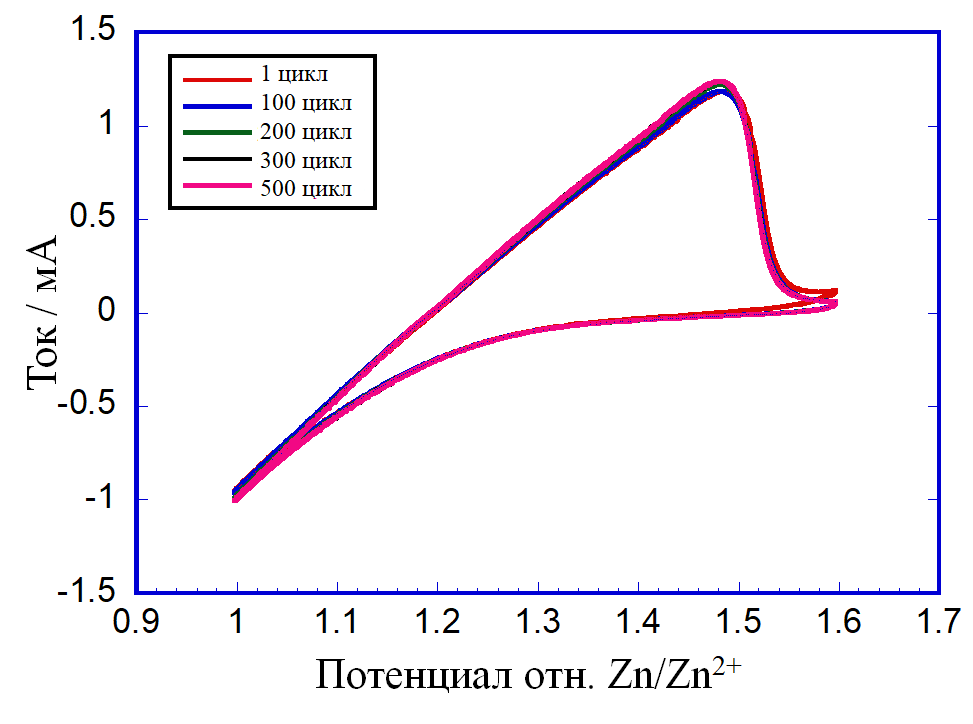 1.5
1
0.5
0
-0.5
-1
-1.5
Ток / мА
1 цикл
100 цикл
200 цикл
300 цикл
500 цикл
0.9 1 1.1 1.2 1.3 1.4 1.5 1.6 1.7
Потенциал отн. Zn/Zn²⁺